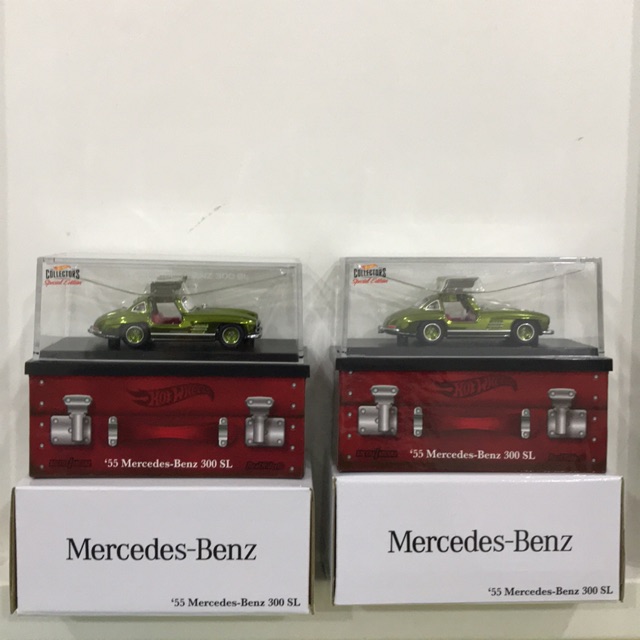 COLLECTORS
Special Edition
COLLECTORS
Special Edition
HOT WHEELS
HOT WHEELS
'55 Mercedes-Benz 300 SL
'55 Mercedes-Benz 300 SL
Mercedes-Benz
Mercedes-Benz
'55 Mercedes-Benz 300 SL
'55 Mercedes-Benz 300 SL